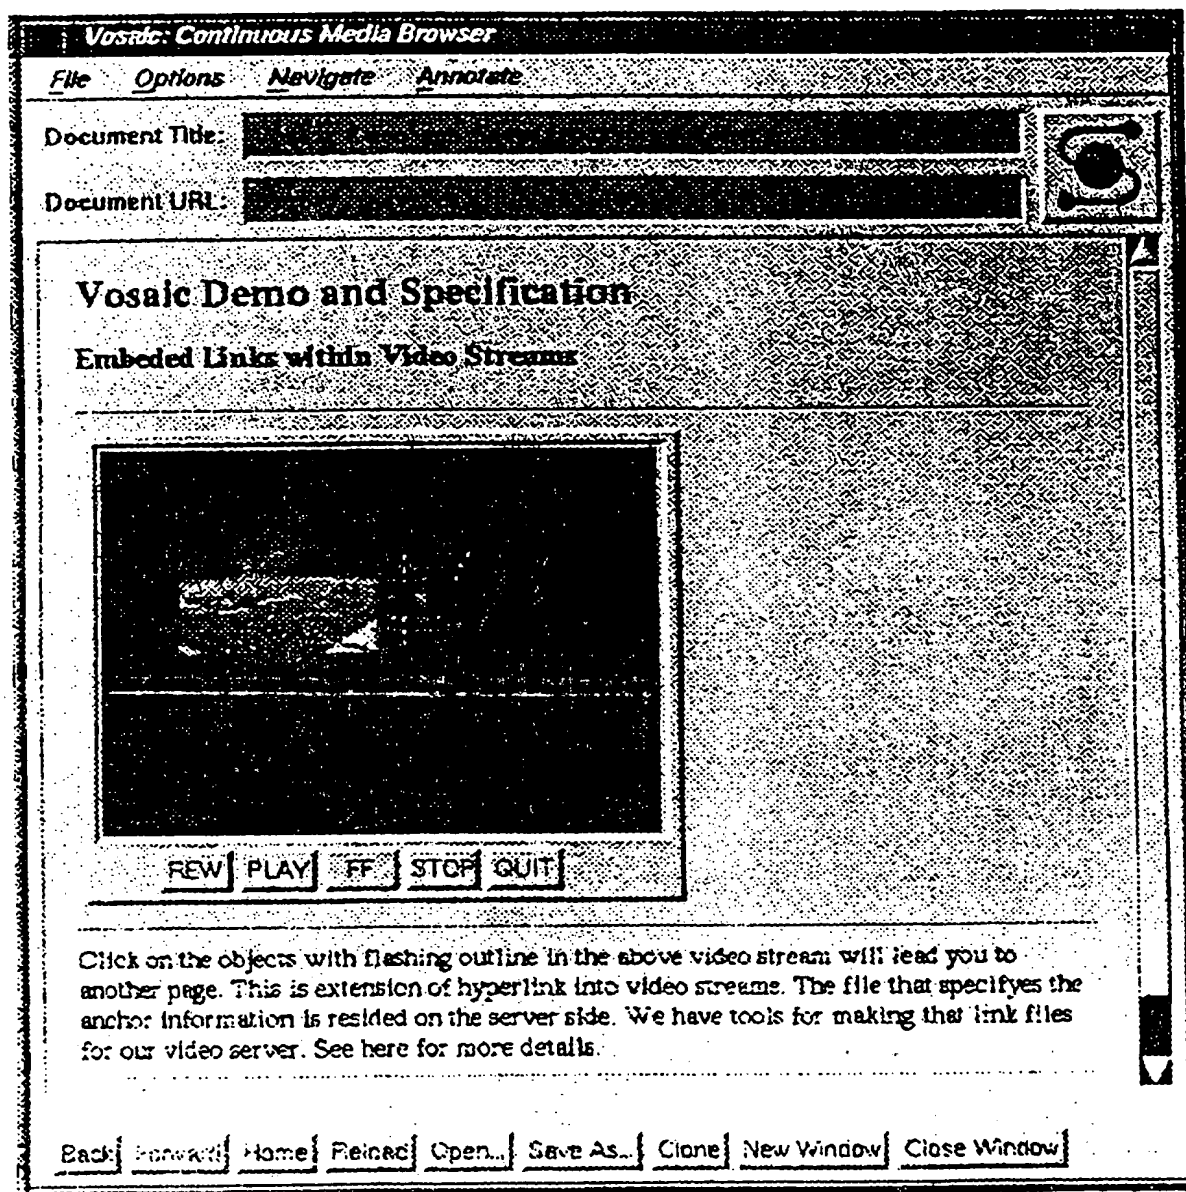 Vosaic: Continuous Media Browser
File Options Navigate Annotate
Document Title:
Document URL:
Vosaic Demo and Specification
Embeded Links within Video Streams
REW PLAY FF STOP QUIT
Click on the objects with flashing outline in the above video stream will lead you to
another page. This is extension of hyperlink into video streams. The file that specifyes the
anchor information is resided on the server side. We have tools for making that link files
for our video server. See here for more details.
Back Forward Home Reload Open... Save As... Clone New Window Close Window